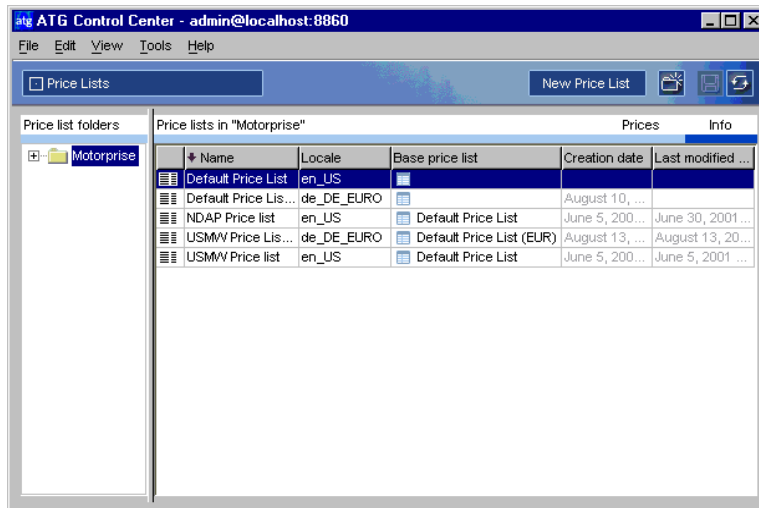 atg ATG Control Center - admin@localhost:8860
File Edit View Tools Help
Price Lists New Price List
Price list folders Price lists in "Motorprise" Prices Info
Motorprise Name Locale Base price list Creation date Last modified ...
Default Price List en_US
Default Price Lis... de_DE_EURO August 10, ...
NDAP Price list en_US Default Price List June 5, 200... June 30, 2001...
USMW Price Lis... de_DE_EURO Default Price List (EUR) August 13, ... August 13, 20...
USMW Price list en_US Default Price List June 5, 200... June 5, 2001 ...